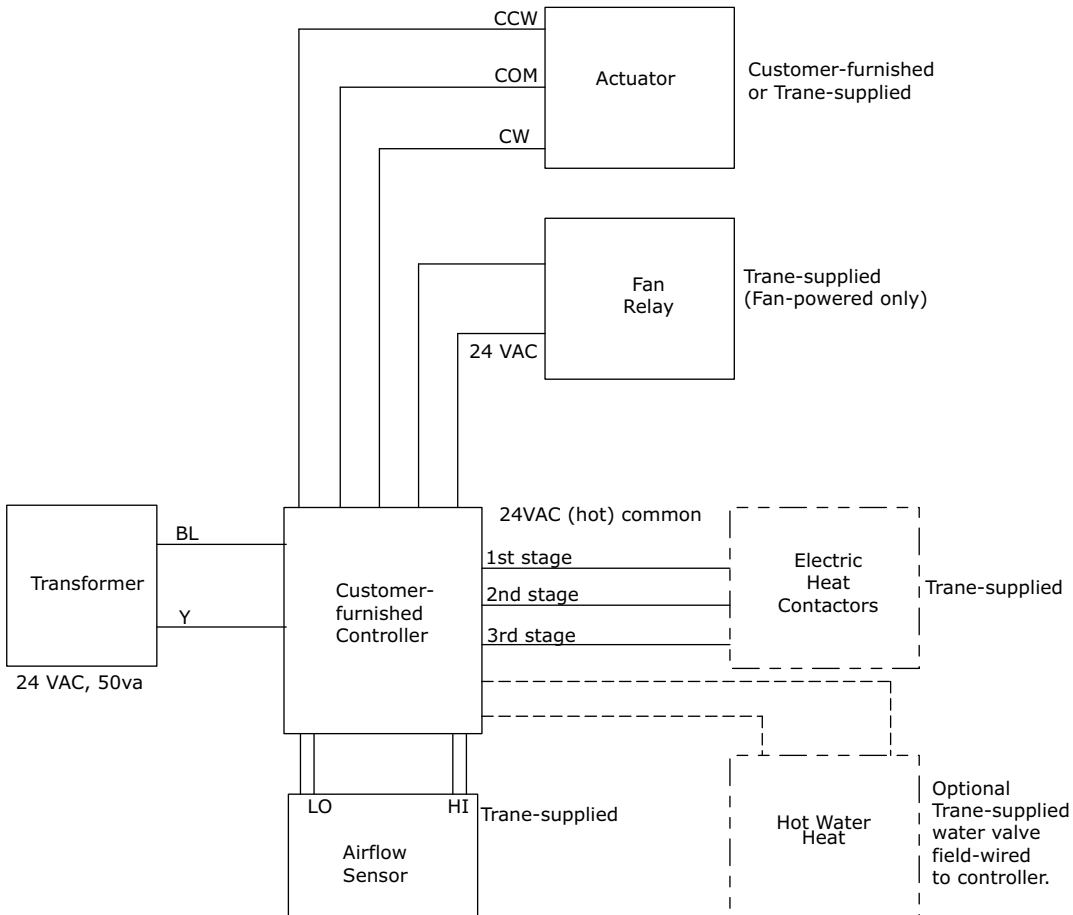 CCW
COM
CW
Actuator
Customer-furnished
or Trane-supplied
Fan
Relay
24 VAC
Trane-supplied
(Fan-powered only)
Transformer
BL
Y
24 VAC, 50va
Customer-
furnished
Controller
24VAC (hot) common
1st stage
2nd stage
3rd stage
Electric
Heat
Contactors
Trane-supplied
LO
HI
Trane-supplied
Airflow
Sensor
Hot Water
Heat
Optional
Trane-supplied
water valve
field-wired
to controller.